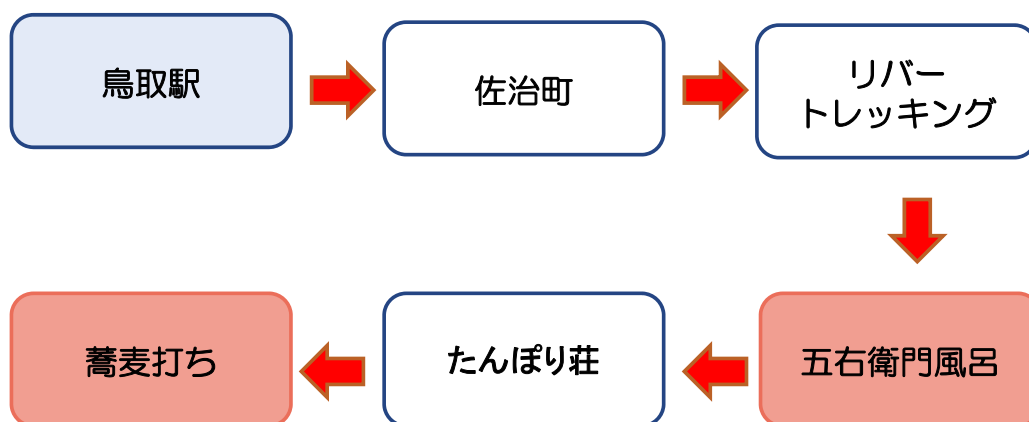 鳥取駅
佐治町
リバー
トレッキング
五右衛門風呂
たんぽり荘
蕎麦打ち